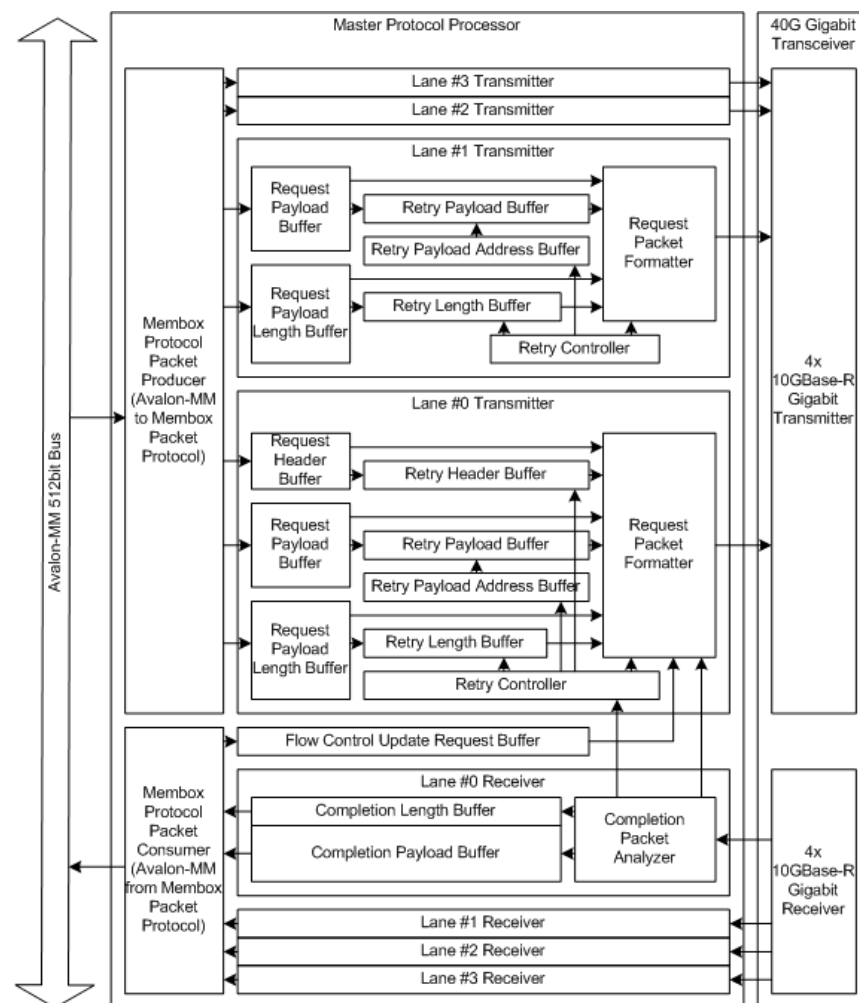 Master Protocol Processor
40G Gigabit
Transceiver
Lane #3 Transmitter
Lane #2 Transmitter
Lane #1 Transmitter
Request
Payload
Buffer
Retry Payload Buffer
Retry Payload Address Buffer
Request
Packet
Formatter
Request
Payload
Length Buffer
Retry Length Buffer
Retry Controller
Membox
Protocol
Packet
Producer
(Avalon-MM
to Membox
Packet
Protocol)
4x
10GBase-R
Gigabit
Transmitter
Avalon-MM 512bit Bus
Lane #0 Transmitter
Request
Header
Buffer
Retry Header Buffer
Request
Payload
Buffer
Retry Payload Buffer
Retry Payload Address Buffer
Request
Packet
Formatter
Request
Payload
Length Buffer
Retry Length Buffer
Retry Controller
Flow Control Update Request Buffer
Membox
Protocol
Packet
Consumer
(Avalon-MM
from Membox
Packet
Protocol)
Lane #0 Receiver
Completion Length Buffer
Completion Payload Buffer
Completion
Packet
Analyzer
4x
10GBase-R
Gigabit
Receiver
Lane #1 Receiver
Lane #2 Receiver
Lane #3 Receiver